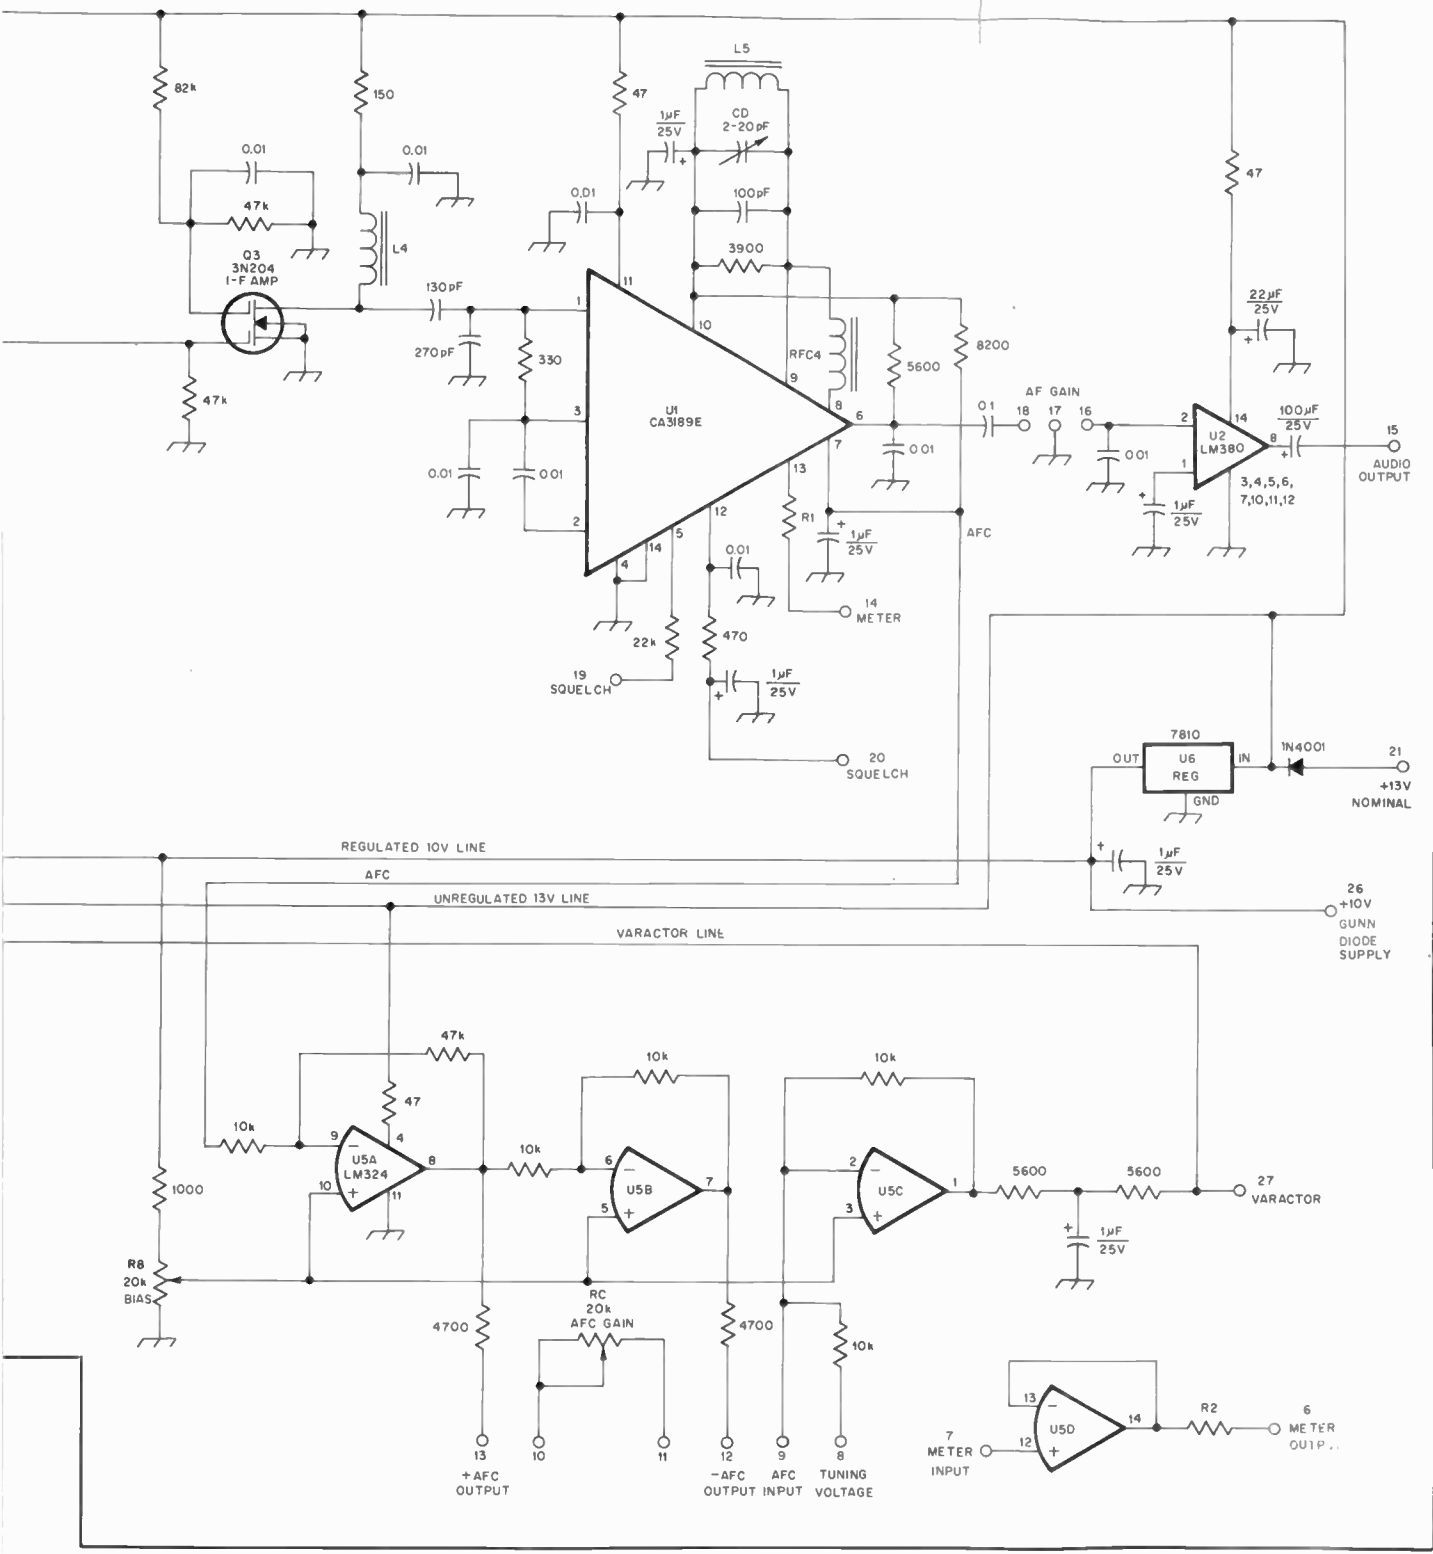 L5
82k
150
47
1µF
25V
CD
2-20pF
0.01
0.01
47
47k
0.01
100pF
Q3
3N204
I-F AMP
L4
3900
130pF
1
11
10
22µF
25V
270pF
330
RFC4
9
5600
8200
47k
3
U1
CA3189E
8
6
7
0.1
AF GAIN
18
17
16
2
14
U2
LM380
8
100µF
25V
15
AUDIO
OUTPUT
0.01
0.01
0.01
13
0.01
1
3,4,5,6,
7,10,11,12
2
12
R1
1µF
25V
1µF
25V
AFC
5
14
4
0.01
14
METER
22k
470
19
SQUELCH
1µF
25V
7810
OUT
U6
REG
IN
GND
1N4001
21
+13V
NOMINAL
20
SQUELCH
REGULATED 10V LINE
1µF
25V
AFC
UNREGULATED 13V LINE
26
+10V
GUNN
DIODE
SUPPLY
VARACTOR LINE
47k
10k
10k
47
10k
9
4
U5A
LM324
8
10
11
10k
6
U5B
7
5
2
U5C
1
3
5600
5600
27
VARACTOR
1000
1µF
25V
R8
20k
BIAS
RC
20k
AFC GAIN
4700
4700
10k
13
+AFC
OUTPUT
10
11
12
-AFC
OUTPUT
9
AFC
INPUT
8
TUNING
VOLTAGE
13
U5D
14
12
7
METER
INPUT
R2
6
METER